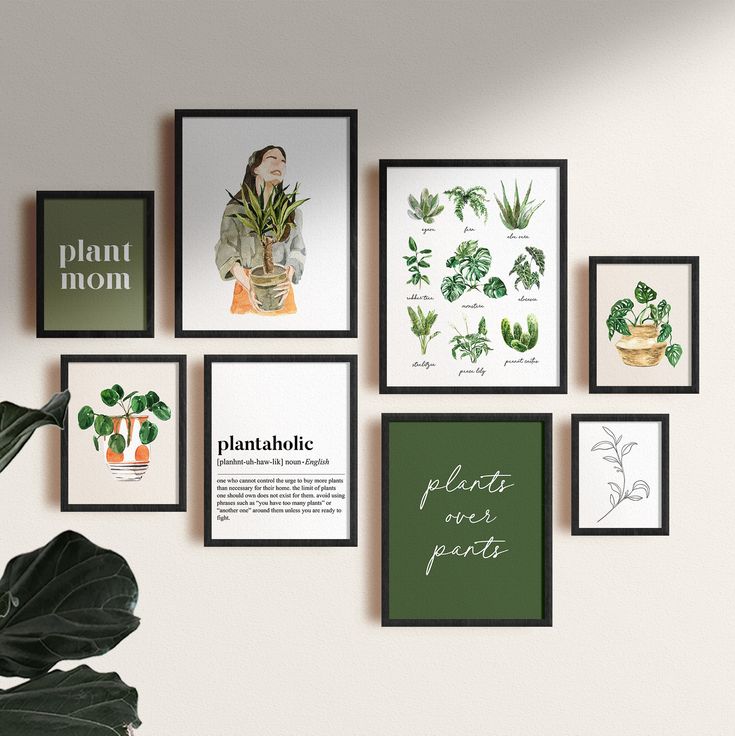 plant
mom
agave
fern
aloe vera
rubber tree
monstera
alocasia
strelitzia
peace lily
peanut cactus
plantaholic
[planhnt-uh-haw-lik] noun • English
one who cannot control the urge to buy more plants
than necessary for their home. the limit of plants
one should own does not exist for them. avoid using
phrases such as “you have too many plants” or
“another one” around them unless you are ready to
fight.
plants
over
pants